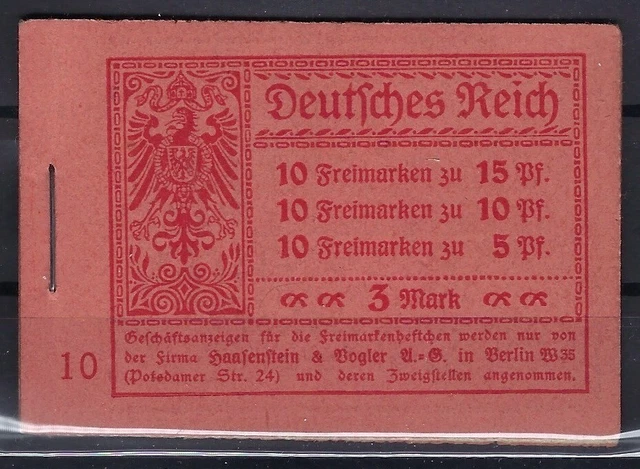 Deutsches Reich
10 Freimarken zu 15 Pf.
10 Freimarken zu 10 Pf.
10 Freimarken zu 5 Pf.
3 Mark
Geschäftsanzeigen für die Freimarkenheftchen werden nur von
der Firma Haasenstein & Vogler A.=G. in Berlin W35
(Potsdamer Str. 24) und deren Zweigstellen angenommen.
10